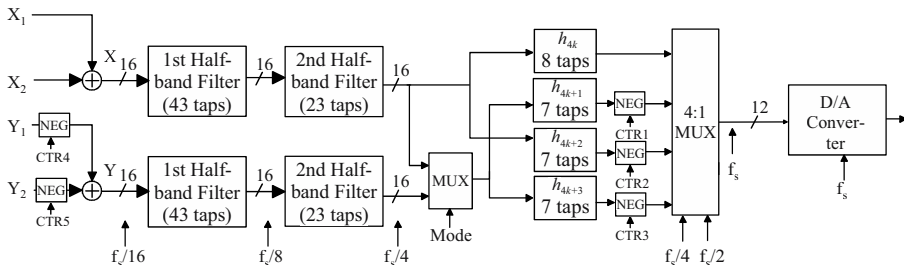 X1
X2
X
16
1st Half-
band Filter
(43 taps)
16
2nd Half-
band Filter
(23 taps)
16
h4k
8 taps
h4k+1
7 taps
NEG
CTR1
h4k+2
7 taps
NEG
CTR2
h4k+3
7 taps
NEG
CTR3
4:1
MUX
12
fs
D/A
Conver-
ter
fs
Y1
NEG
CTR4
Y2
NEG
CTR5
Y
16
1st Half-
band Filter
(43 taps)
16
2nd Half-
band Filter
(23 taps)
16
MUX
Mode
fs/16
fs/8
fs/4
fs/4
fs/2